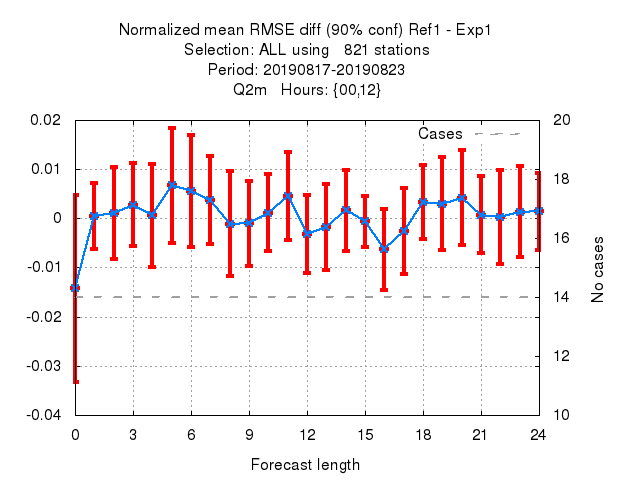 Normalized mean RMSE diff (90% conf) Ref1 - Exp1
Selection: ALL using   821 stations
Period: 20190817-20190823
Q2m   Hours: {00,12}
Cases
0.02
0.01
0
-0.01
-0.02
-0.03
-0.04
20
18
16
14
12
10
No cases
0 3 6 9 12 15 18 21 24
Forecast length